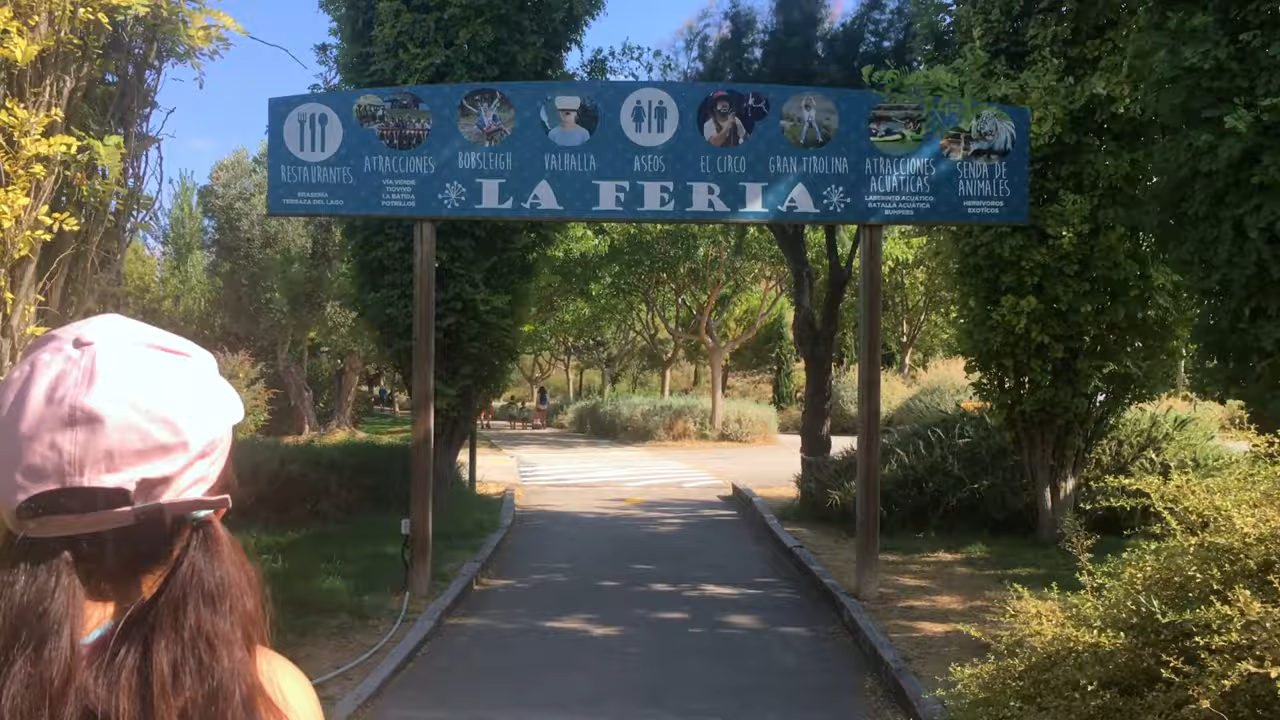 RESTAURANTES
BRASERÍA
TERRAZA DEL LAGO
ATRACCIONES
VÍA VERDE
TIOVIVO
LA BATIDA
POTRILLOS
BOBSLEIGH
VALHALLA
ASEOS
EL CIRCO
GRAN TIROLINA
ATRACCIONES
ACUÁTICAS
LABERINTO ACUÁTICO
BATALLA ACUÁTICA
BUMPERS
SENDA DE
ANIMALES
HERBÍVOROS
EXÓTICOS
LA FERIA